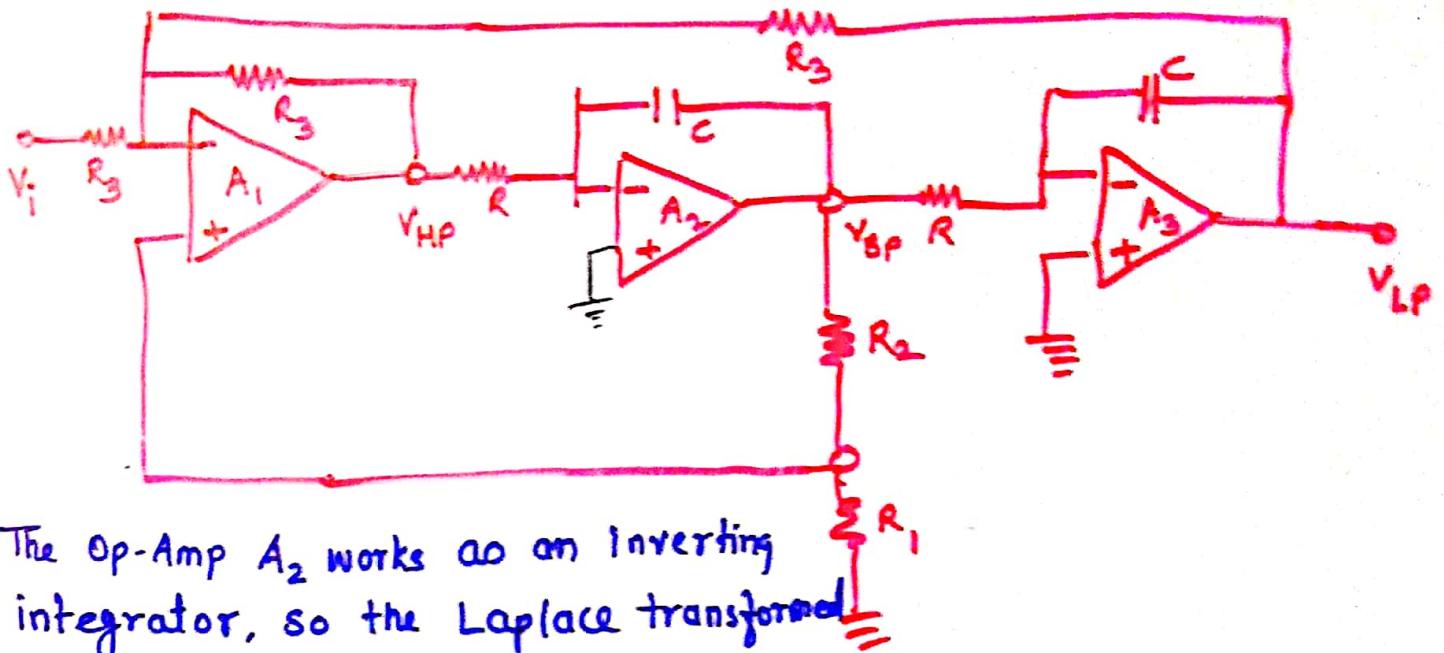 R3
C
R3
C
Vi
R3
A1
−
+
VHP
R
A2
−
+
VBP
R
A3
−
+
VLP
R2
R1
The Op-Amp A2 works as an inverting
integrator, so the Laplace transformed